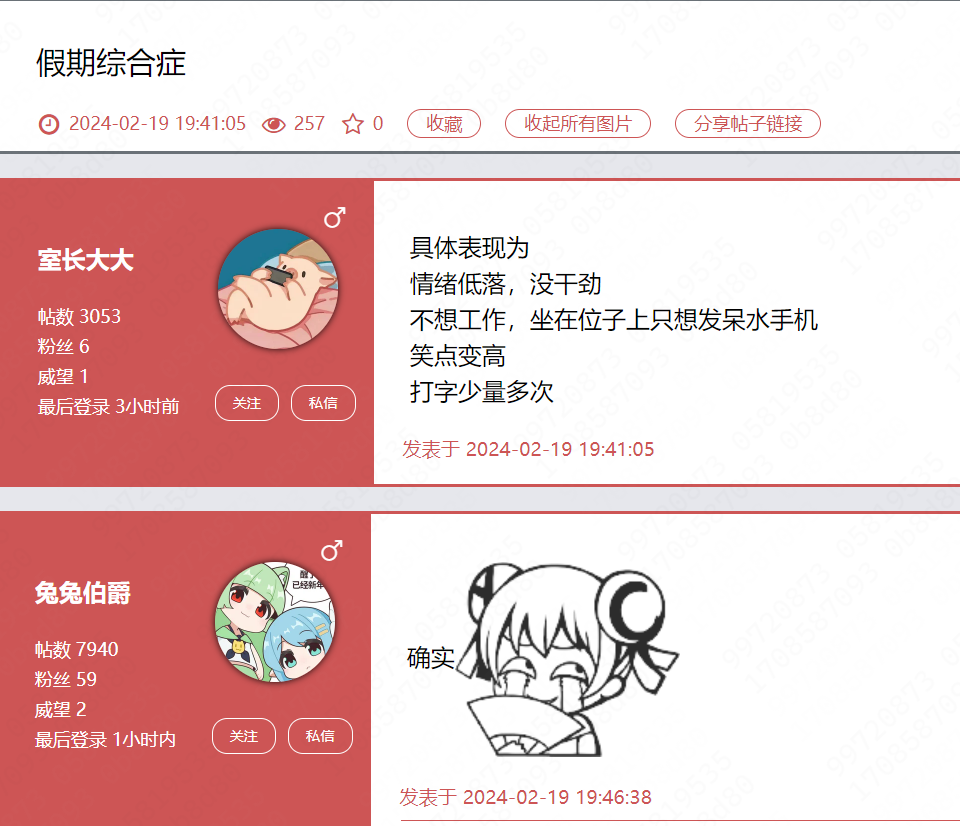 假期综合症
2024-02-19 19:41:05 257 0 收藏 收起所有图片 分享帖子链接
室长大大
帖数 3053
粉丝 6
威望 1
最后登录 3小时前
关注 私信
具体表现为
情绪低落，没干劲
不想工作，坐在位子上只想发呆水手机
笑点变高
打字少量多次
发表于 2024-02-19 19:41:05
兔兔伯爵
帖数 7940
粉丝 59
威望 2
最后登录 1小时内
关注 私信
已经新年
确实
发表于 2024-02-19 19:46:38